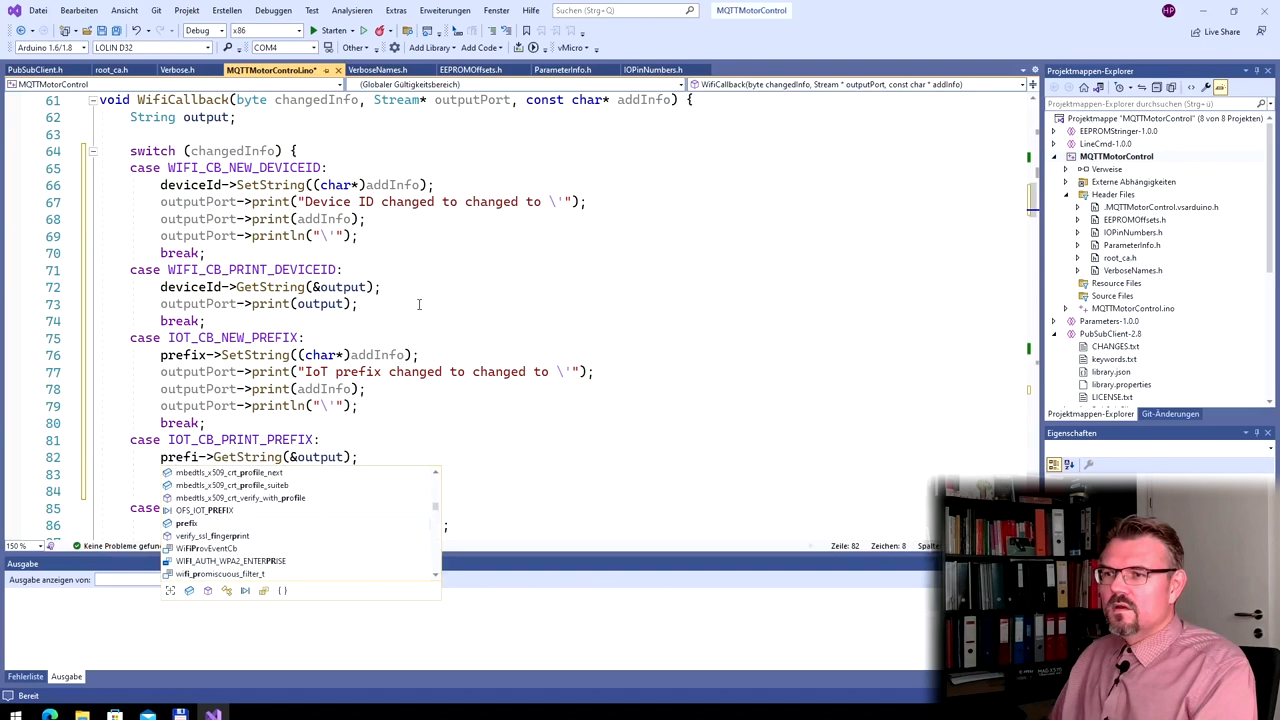 Datei Bearbeiten Ansicht Git Projekt Erstellen Debuggen Test Analysieren Extras Erweiterungen Fenster Hilfe Suchen (Strg+Q) MQTTMotorControl HP
Debug x86 Starten Live Share
Arduino 1.6/1.8 LOLIN D32 COM4 Other Add Library Add Code vMicro
PubSubClient.h root_ca.h Verbose.h MQTTMotorControl.ino* VerboseNames.h EEPROMOffsets.h ParameterInfo.h IOPinNumbers.h
MQTTMotorControl (Globaler Gültigkeitsbereich) WifiCallback(byte changedInfo, Stream * outputPort, const char * addInfo)
61 void WifiCallback(byte changedInfo, Stream* outputPort, const char* addInfo) {
62 String output;
63
64 switch (changedInfo) {
65 case WIFI_CB_NEW_DEVICEID:
66 deviceId->SetString((char*)addInfo);
67 outputPort->print("Device ID changed to changed to \'");
68 outputPort->print(addInfo);
69 outputPort->println("\'");
70 break;
71 case WIFI_CB_PRINT_DEVICEID:
72 deviceId->GetString(&output);
73 outputPort->print(output);
74 break;
75 case IOT_CB_NEW_PREFIX:
76 prefix->SetString((char*)addInfo);
77 outputPort->print("IoT prefix changed to changed to \'");
78 outputPort->print(addInfo);
79 outputPort->println("\'");
80 break;
81 case IOT_CB_PRINT_PREFIX:
82 prefi->GetString(&output);
83
84
85 case
86 ;
mbedtls_x509_crt_profile_next
mbedtls_x509_crt_profile_suiteb
mbedtls_x509_crt_verify_with_profile
OFS_IOT_PREFIX
prefix
verify_ssl_fingerprint
WiFiProvEventCb
WIFI_AUTH_WPA2_ENTERPRISE
wifi_promiscuous_filter_t
150 % Keine Probleme gefun Zeile: 82 Zeichen: 8 Spalte
Ausgabe
Ausgabe anzeigen von:
Fehlerliste Ausgabe
Bereit
Projektmappen-Explorer
Projektmappen-Explorer durchsuchen (Strg+ü)
Projektmappe "MQTTMotorControl" (8 von 8 Projekten)
EEPROMStringer-1.0.0
LineCmd-1.0.0
MQTTMotorControl
Verweise
Externe Abhängigkeiten
Header Files
.MQTTMotorControl.vsarduino.h
EEPROMOffsets.h
IOPinNumbers.h
ParameterInfo.h
root_ca.h
VerboseNames.h
Resource Files
Source Files
MQTTMotorControl.ino
Parameters-1.0.0
PubSubClient-2.8
CHANGES.txt
keywords.txt
library.json
library.properties
LICENSE.txt
Projektmappen-Explorer Git-Änderungen
Eigenschaften